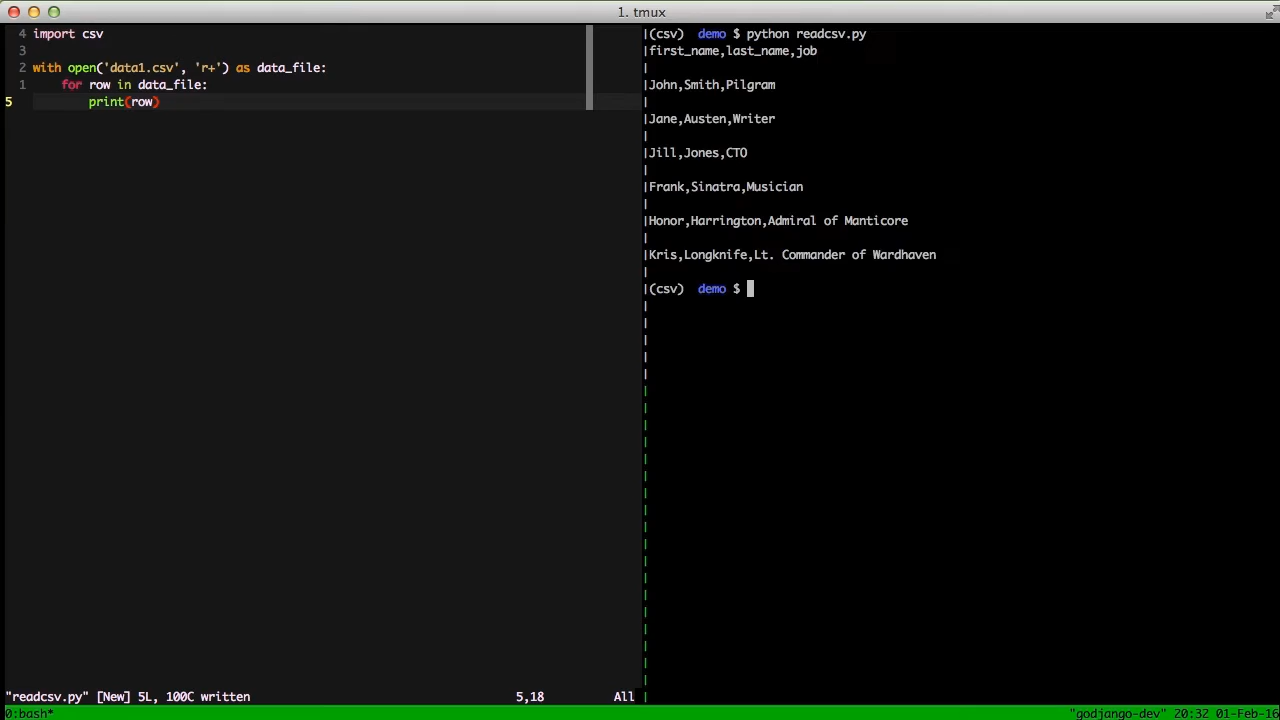 1. tmux
4 import csv
3
2 with open('data1.csv', 'r+') as data_file:
1     for row in data_file:
5         print(row)
"readcsv.py" [New] 5L, 100C written 5,18 All
(csv)  demo $ python readcsv.py
first_name,last_name,job
John,Smith,Pilgram
Jane,Austen,Writer
Jill,Jones,CTO
Frank,Sinatra,Musician
Honor,Harrington,Admiral of Manticore
Kris,Longknife,Lt. Commander of Wardhaven
(csv)  demo $
0:bash* "godjango-dev" 20:32 01-Feb-16